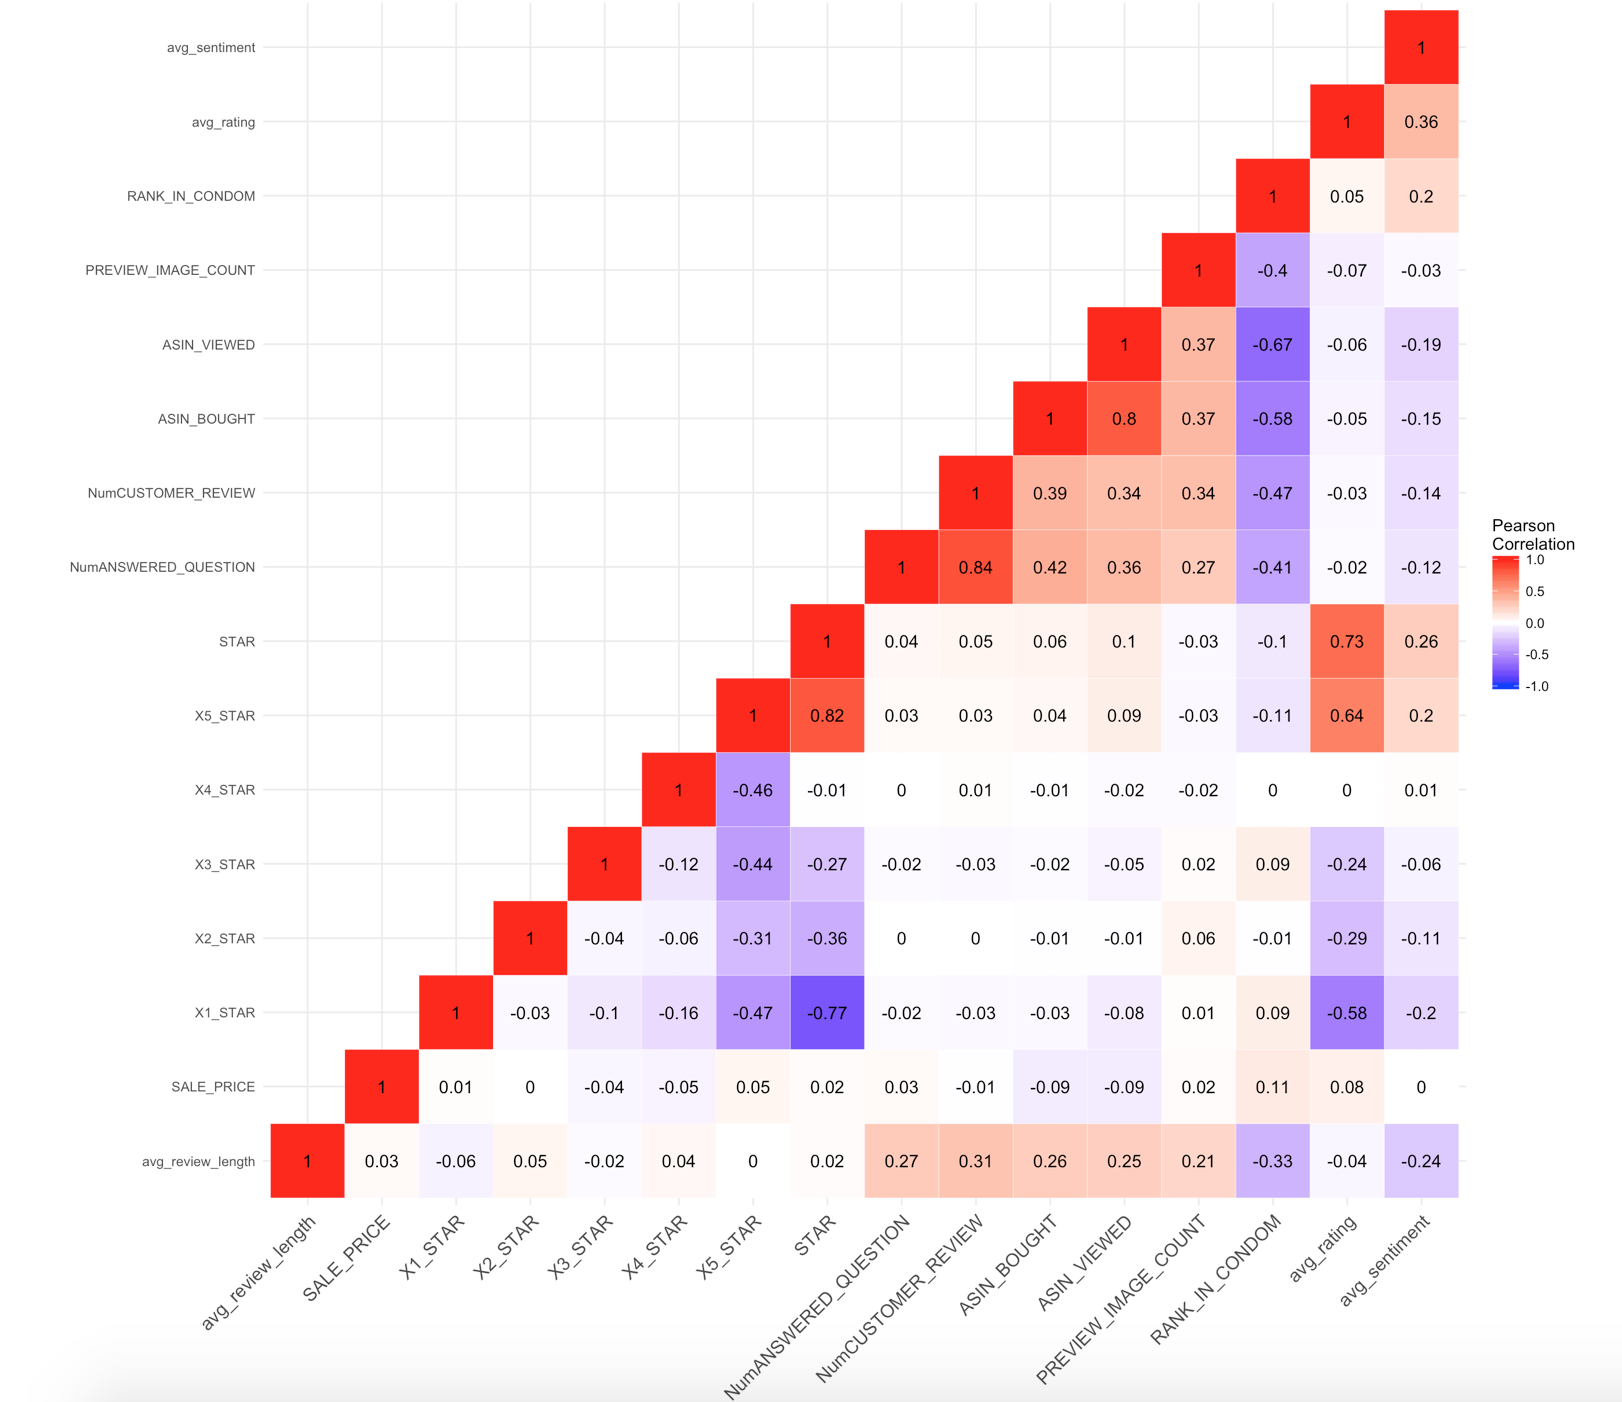 avg_sentiment 1
avg_rating 1 0.36
RANK_IN_CONDOM 1 0.05 0.2
PREVIEW_IMAGE_COUNT 1 -0.4 -0.07 -0.03
ASIN_VIEWED 1 0.37 -0.67 -0.06 -0.19
ASIN_BOUGHT 1 0.8 0.37 -0.58 -0.05 -0.15
NumCUSTOMER_REVIEW 1 0.39 0.34 0.34 -0.47 -0.03 -0.14
NumANSWERED_QUESTION 1 0.84 0.42 0.36 0.27 -0.41 -0.02 -0.12
STAR 1 0.04 0.05 0.06 0.1 -0.03 -0.1 0.73 0.26
X5_STAR 1 0.82 0.03 0.03 0.04 0.09 -0.03 -0.11 0.64 0.2
X4_STAR 1 -0.46 -0.01 0 0.01 -0.01 -0.02 -0.02 0 0 0.01
X3_STAR 1 -0.12 -0.44 -0.27 -0.02 -0.03 -0.02 -0.05 0.02 0.09 -0.24 -0.06
X2_STAR 1 -0.04 -0.06 -0.31 -0.36 0 0 -0.01 -0.01 0.06 -0.01 -0.29 -0.11
X1_STAR 1 -0.03 -0.1 -0.16 -0.47 -0.77 -0.02 -0.03 -0.03 -0.08 0.01 0.09 -0.58 -0.2
SALE_PRICE 1 0.01 0 -0.04 -0.05 0.05 0.02 0.03 -0.01 -0.09 -0.09 0.02 0.11 0.08 0
avg_review_length 1 0.03 -0.06 0.05 -0.02 0.04 0 0.02 0.27 0.31 0.26 0.25 0.21 -0.33 -0.04 -0.24
avg_review_length
SALE_PRICE
X1_STAR
X2_STAR
X3_STAR
X4_STAR
X5_STAR
STAR
NumANSWERED_QUESTION
NumCUSTOMER_REVIEW
ASIN_BOUGHT
ASIN_VIEWED
PREVIEW_IMAGE_COUNT
RANK_IN_CONDOM
avg_rating
avg_sentiment
Pearson
Correlation
1.0
0.5
0.0
-0.5
-1.0